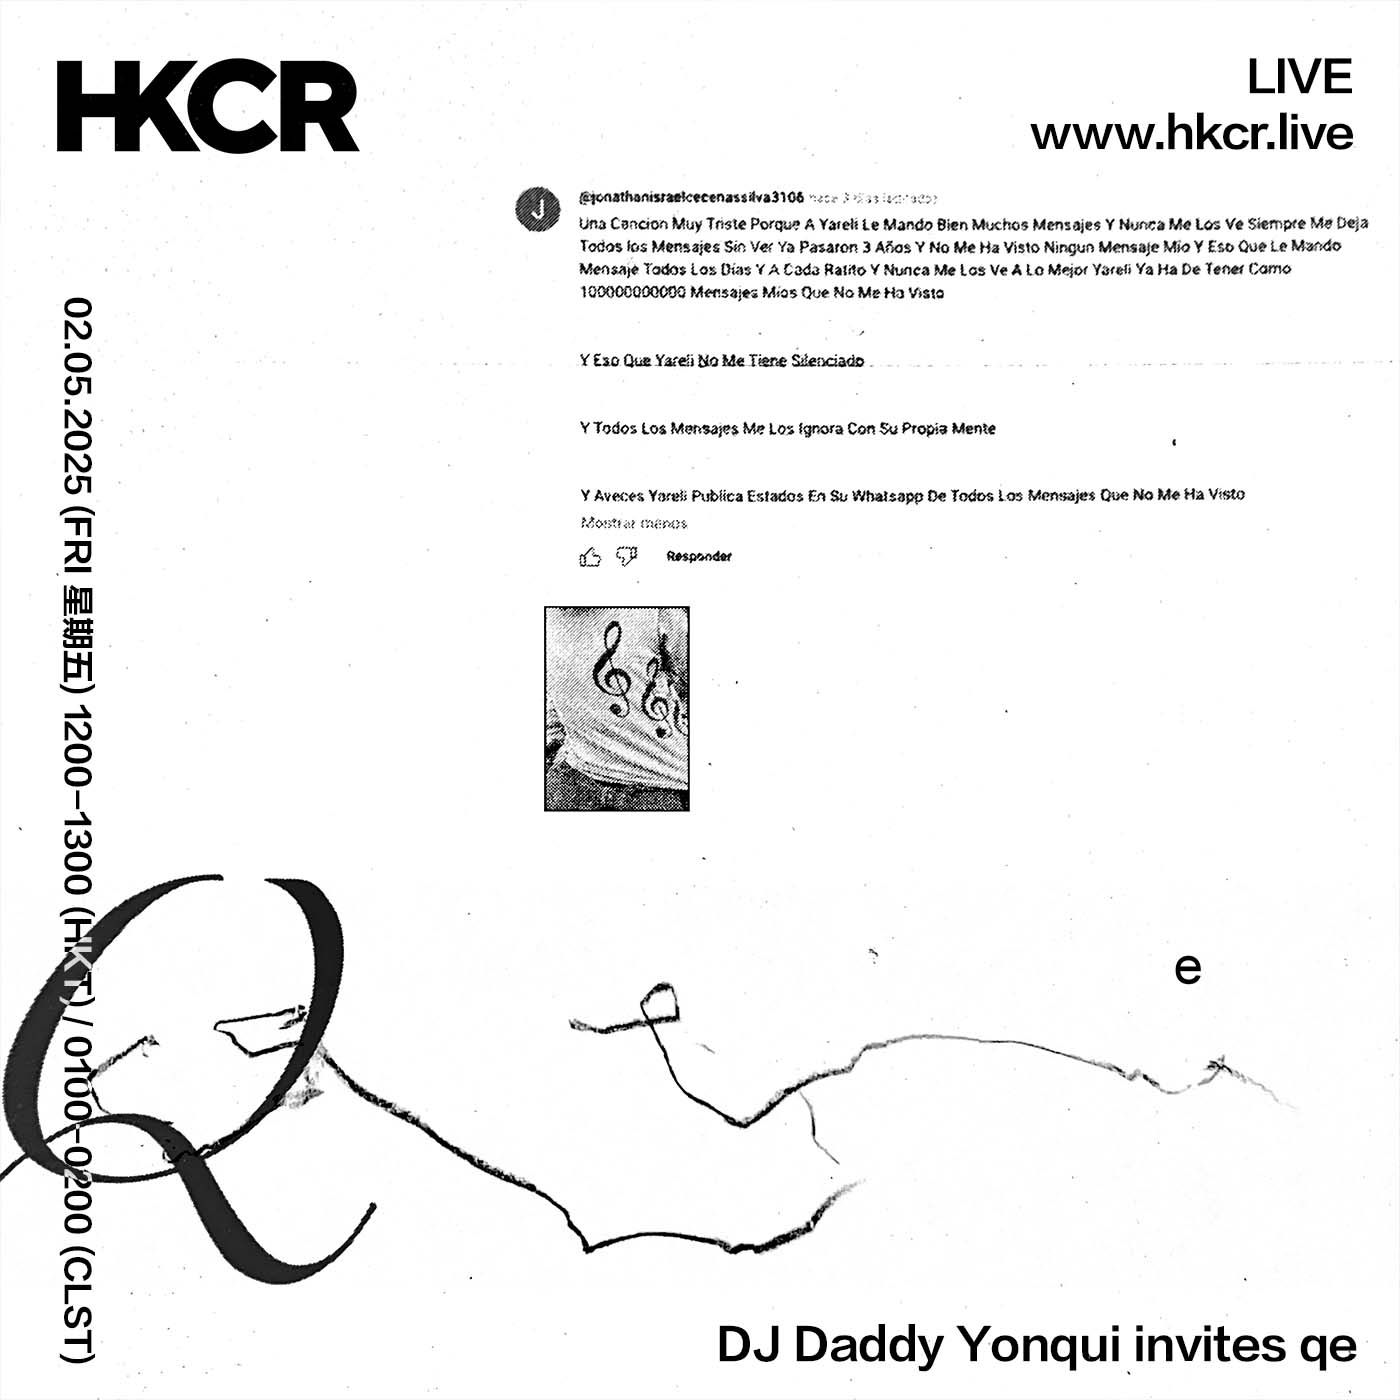 HKCR
LIVE
www.hkcr.live
J
@jonathanisraelcecenassilva3106 hace 3 días (editado)
Una Cancion Muy Triste Porque A Yareli Le Mando Bien Muchos Mensajes Y Nunca Me Los Ve Siempre Me Deja
Todos los Mensajes Sin Ver Ya Pasaron 3 Años Y No Me Ha Visto Ningun Mensaje Mio Y Eso Que Le Mando
Mensaje Todos Los Días Y A Cada Ratito Y Nunca Me Los Ve A Lo Mejor Yareli Ya Ha De Tener Como
100000000000 Mensajes Mios Que No Me Ha Visto
Y Eso Que Yareli No Me Tiene Silenciado
Y Todos Los Mensajes Me Los Ignora Con Su Propia Mente
Y Aveces Yareli Publica Estados En Su Whatsapp De Todos Los Mensajes Que No Me Ha Visto
Mostrar menos
Responder
02.05.2025 (FRI 星期五) 1200–1300 (HKT) / 0100–0200 (CLST)
Q
e
DJ Daddy Yonqui invites qe